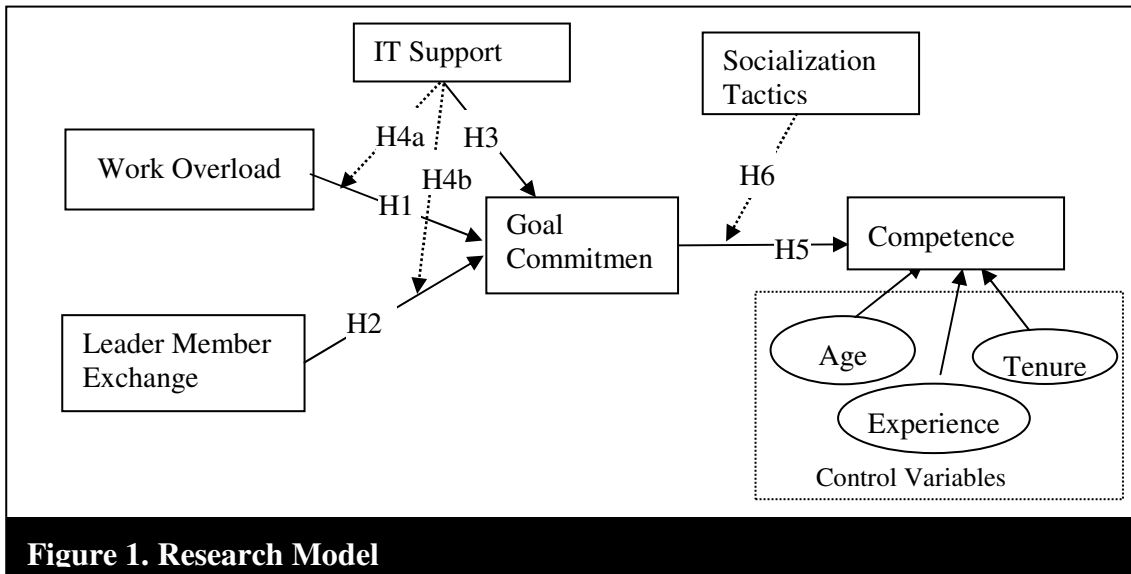 IT Support
Socialization
Tactics
H4a
H3
Work Overload
H4b
H6
H1
Goal
Commitmen
H5
Competence
H2
Leader Member
Exchange
Age
Tenure
Experience
Control Variables
Figure 1. Research Model